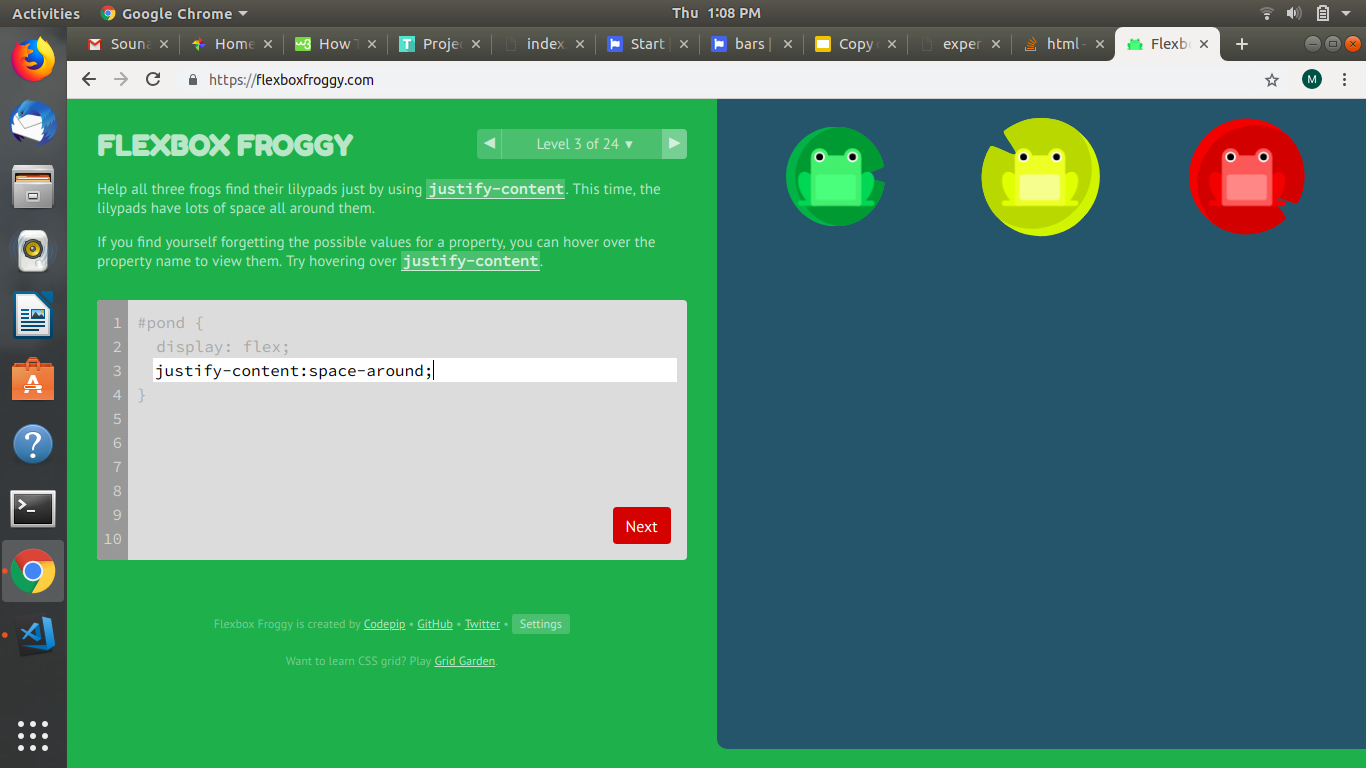 Activities Google Chrome Thu 1:08 PM
Souna Home How T Proje index Start bars | Copy exper html - Flexb
https://flexboxfroggy.com M
FLEXBOX FROGGY
Level 3 of 24 ▾
Help all three frogs find their lilypads just by using justify-content. This time, the
lilypads have lots of space all around them.
If you find yourself forgetting the possible values for a property, you can hover over the
property name to view them. Try hovering over justify-content.
1 #pond {
2 display: flex;
3 justify-content:space-around;
4 }
5
6
7
8
9
10
Next
Flexbox Froggy is created by Codepip • GitHub • Twitter • Settings
Want to learn CSS grid? Play Grid Garden.